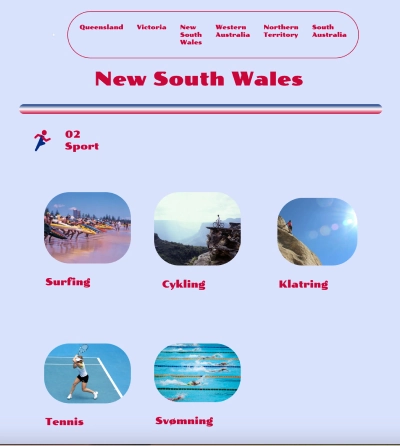 Queensland
Victoria
New
South
Wales
Western
Australia
Northern
Territory
South
Australia
New South Wales
02
Sport
Surfing
Cykling
Klatring
Tennis
Svømning